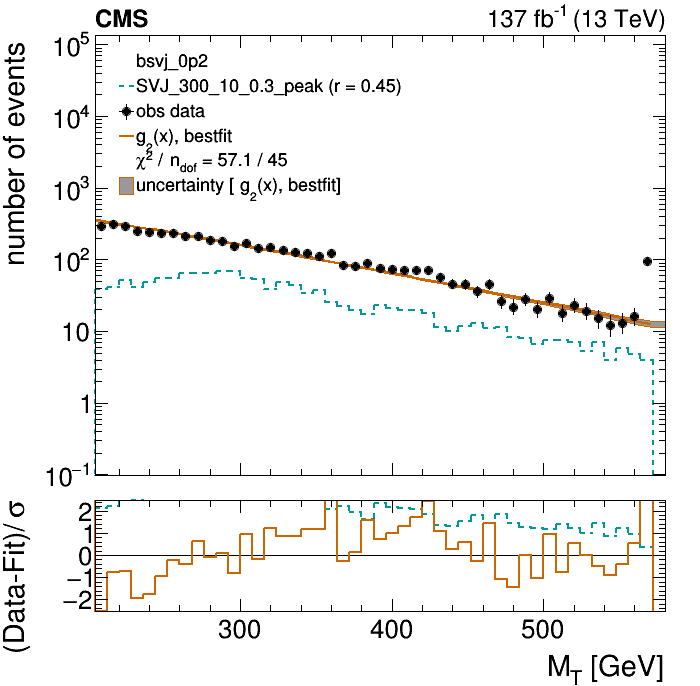 CMS 137 fb⁻¹ (13 TeV)
number of events
10⁵
10⁴
10³
10²
10
1
10⁻¹
bsvj_0p2
SVJ_300_10_0.3_peak (r = 0.45)
obs data
g₂(x), bestfit
χ² / n_dof = 57.1 / 45
uncertainty [ g₂(x), bestfit]
(Data-Fit)/σ
2
1
0
−1
−2
300 400 500
M_T [GeV]